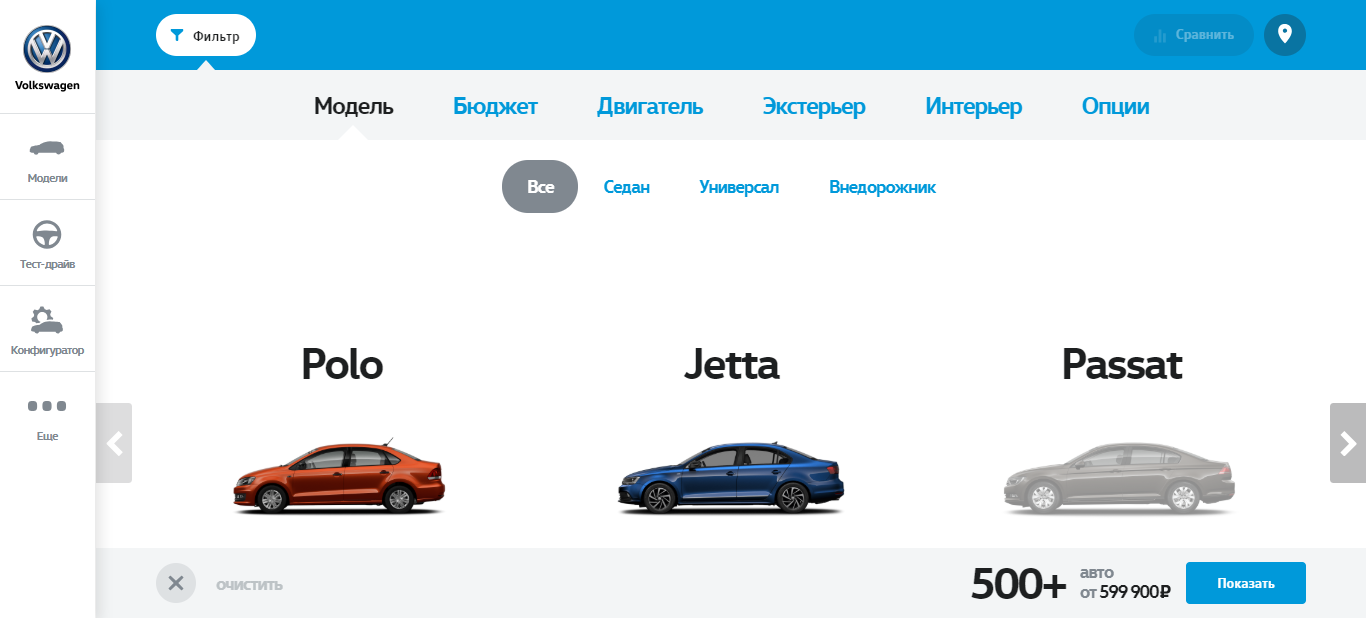 Volkswagen
Модели
Тест-драйв
Конфигуратор
Еще
Фильтр
Сравнить
Модель Бюджет Двигатель Экстерьер Интерьер Опции
Все Седан Универсал Внедорожник
Polo Jetta Passat
очистить
500+
авто
от 599 900₽
Показать